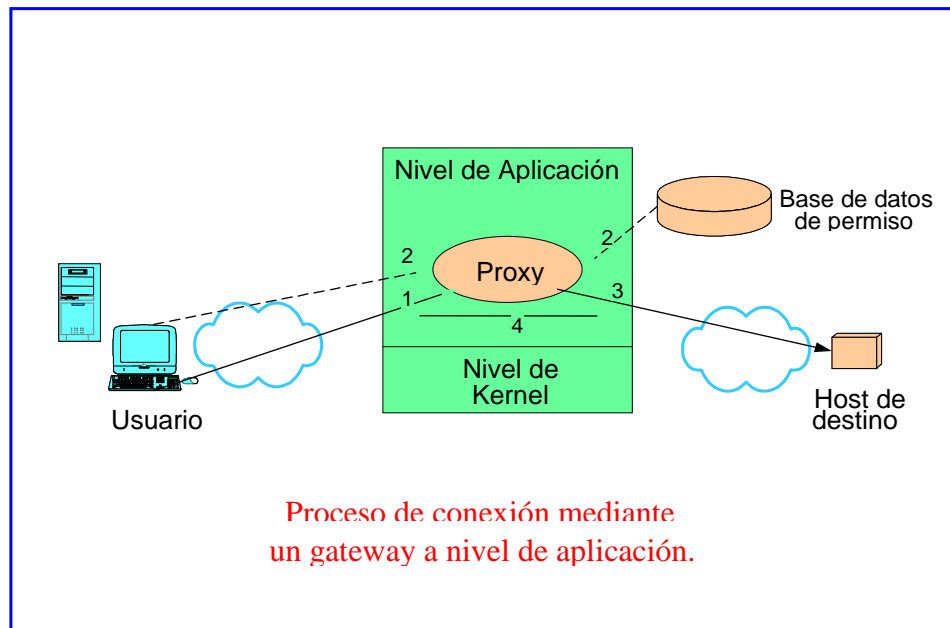 Nivel de Aplicación
Base de datos
de permiso
2
2
Proxy
1
3
4
Nivel de
Kernel
Usuario
Host de
destino
Proceso de conexión mediante
un gateway a nivel de aplicación.